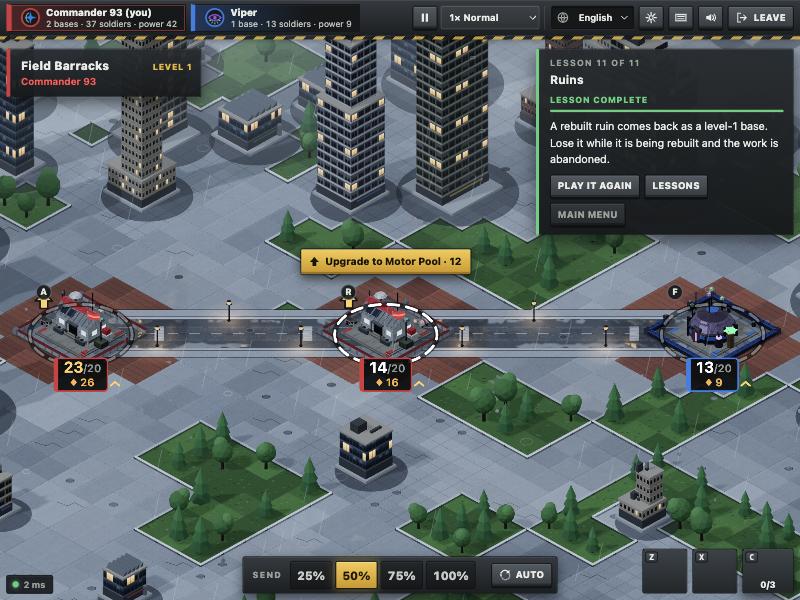 Commander 93 (you)
2 bases · 37 soldiers · power 42
Viper
1 base · 13 soldiers · power 9
1x Normal
English
LEAVE
Field Barracks
LEVEL 1
Commander 93
LESSON 11 OF 11
Ruins
LESSON COMPLETE
A rebuilt ruin comes back as a level-1 base.
Lose it while it is being rebuilt and the work is
abandoned.
PLAY IT AGAIN
LESSONS
MAIN MENU
Upgrade to Motor Pool · 12
A
R
F
23/20
26
14/20
16
13/20
9
SEND
25%
50%
75%
100%
AUTO
Z
X
C
0/3
2 ms